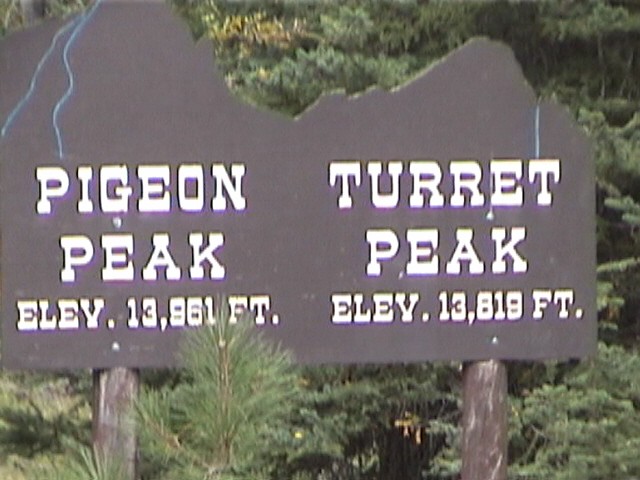 PIGEON
PEAK
ELEV. 13,961 FT.
TURRET
PEAK
ELEV. 13,819 FT.